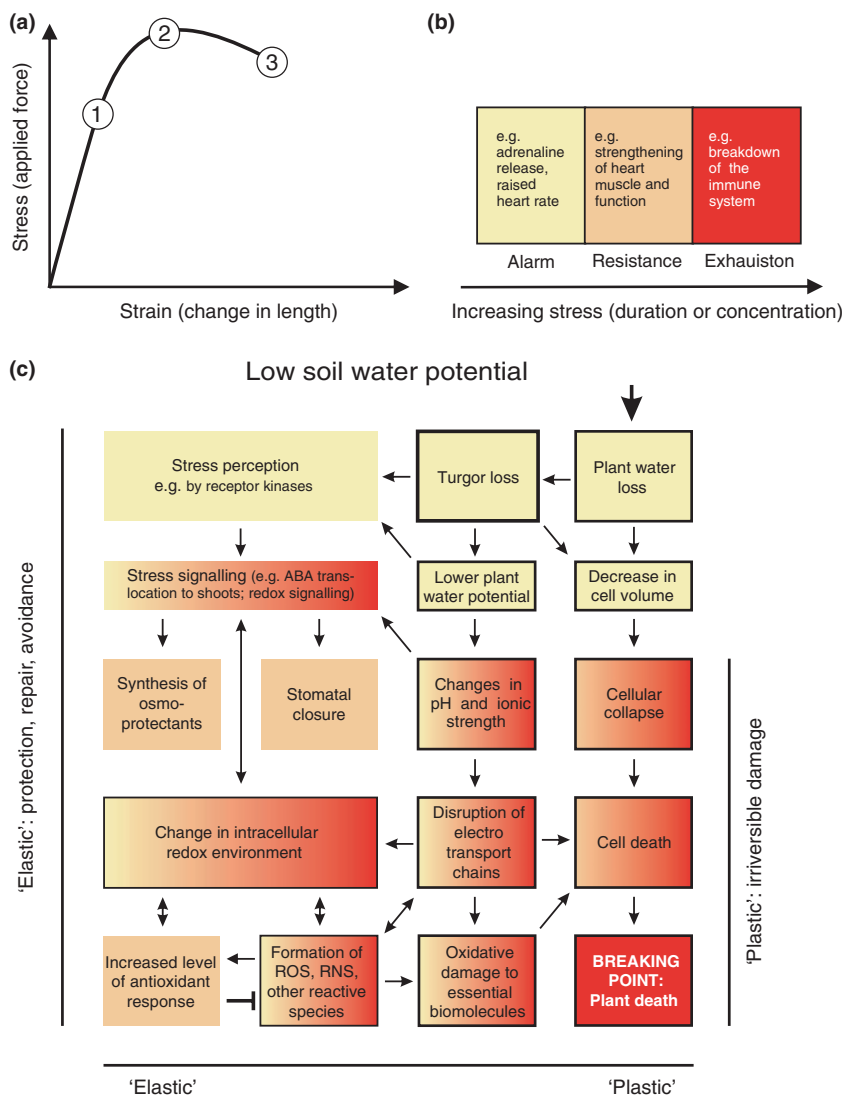 (a)
Stress (applied force)
1
2
3
Strain (change in length)
(b)
e.g.
adrenaline
release,
raised
heart rate
e.g.
strengthening
of heart
muscle and
function
e.g.
breakdown
of the
immune
system
Alarm
Resistance
Exhauiston
Increasing stress (duration or concentration)
(c)
Low soil water potential
'Elastic': protection, repair, avoidance
Stress perception
e.g. by receptor kinases
Turgor loss
Plant water
loss
Stress signalling (e.g. ABA trans-
location to shoots; redox signalling)
Lower plant
water potential
Decrease in
cell volume
Synthesis of
osmo-
protectants
Stomatal
closure
Changes in
pH and ionic
strength
Cellular
collapse
Change in intracellular
redox environment
Disruption of
electro
transport
chains
Cell death
Increased level
of antioxidant
response
Formation of
ROS, RNS,
other reactive
species
Oxidative
damage to
essential
biomolecules
BREAKING
POINT:
Plant death
'Plastic': irriversible damage
'Elastic'
'Plastic'